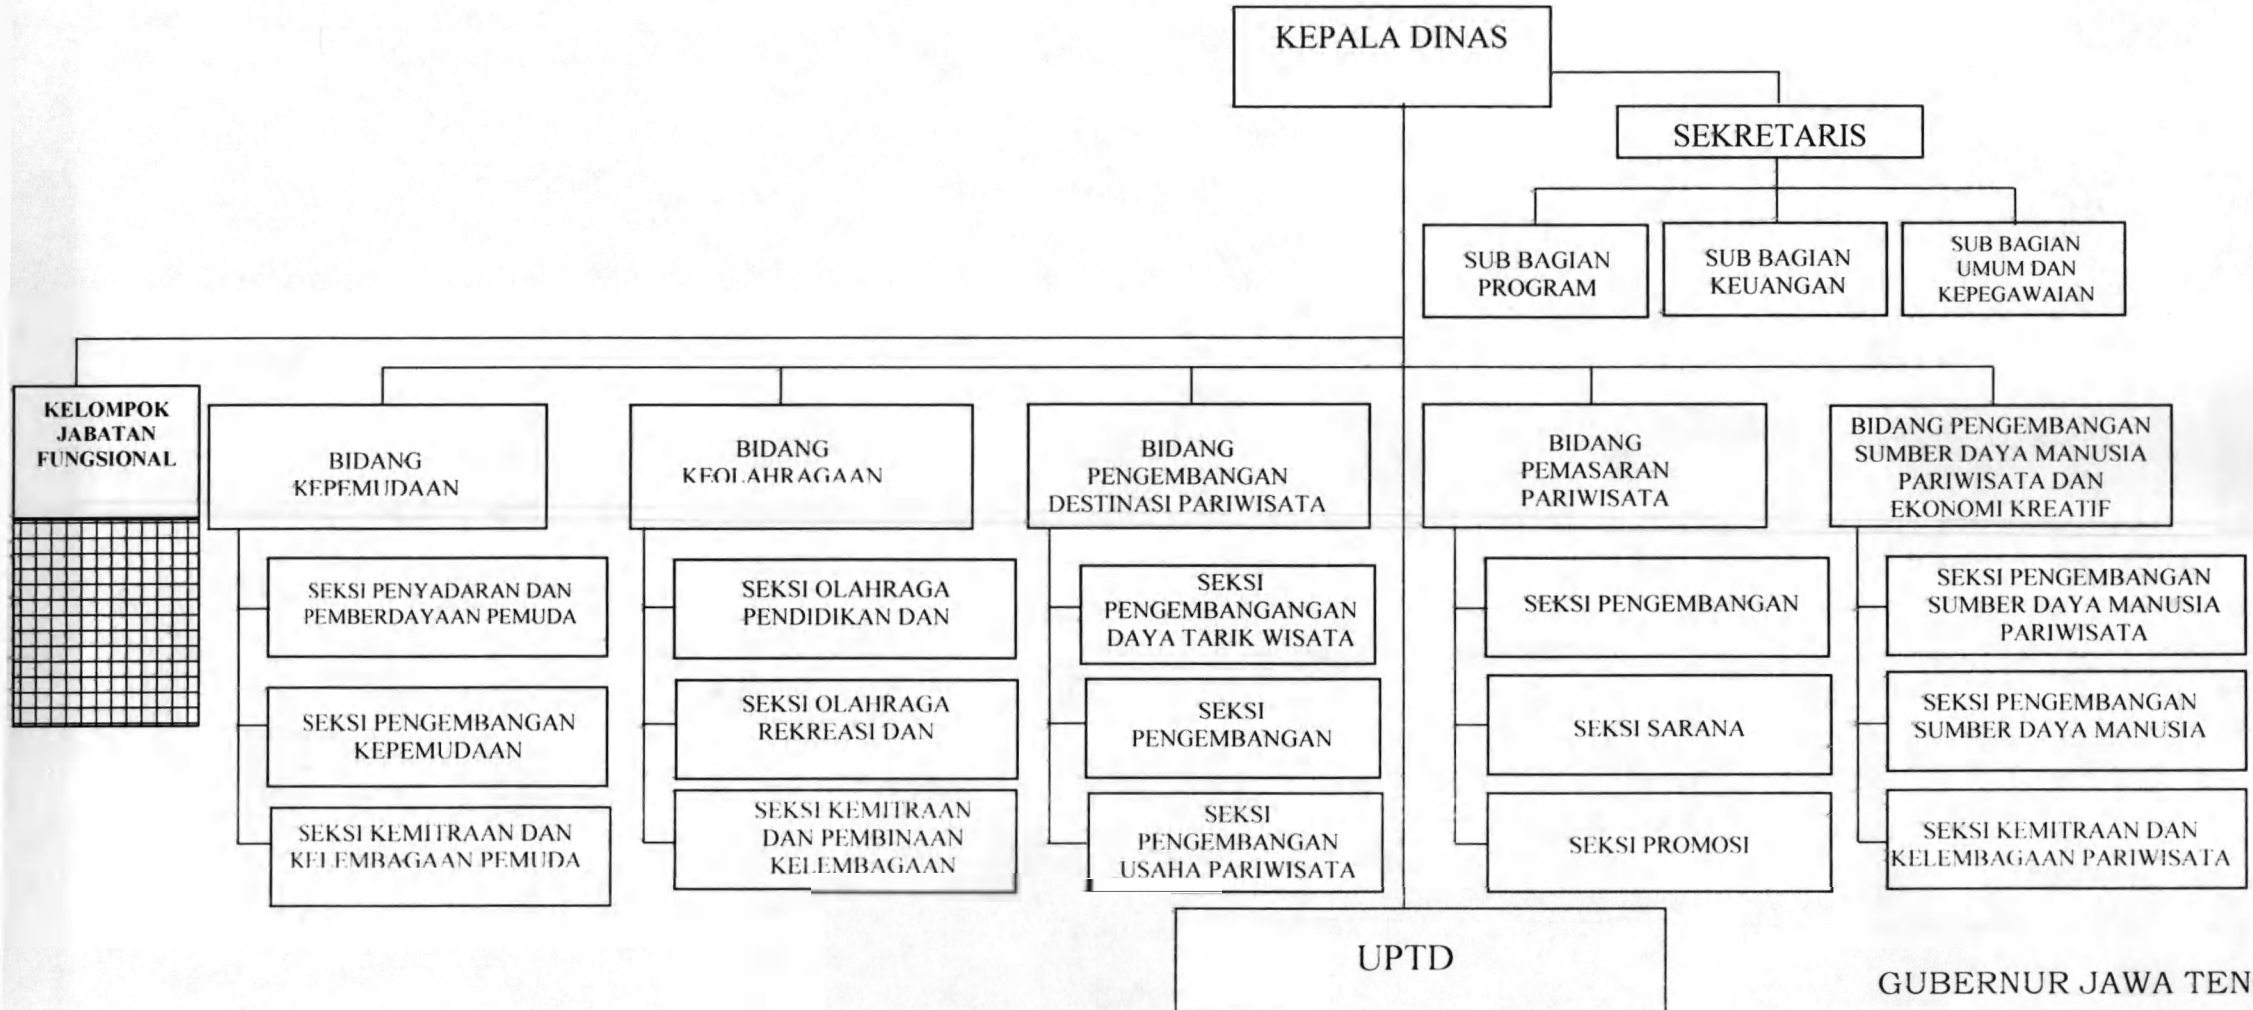 KEPALA DINAS
SEKRETARIS
SUB BAGIAN
PROGRAM
SUB BAGIAN
KEUANGAN
SUB BAGIAN
UMUM DAN
KEPEGAWAIAN
KELOMPOK
JABATAN
FUNGSIONAL
BIDANG
KEPEMUDAAN
BIDANG
KEOLAHRAGAAN
BIDANG
PENGEMBANGAN
DESTINASI PARIWISATA
BIDANG
PEMASARAN
PARIWISATA
BIDANG PENGEMBANGAN
SUMBER DAYA MANUSIA
PARIWISATA DAN
EKONOMI KREATIF
SEKSI PENYADARAN DAN
PEMBERDAYAAN PEMUDA
SEKSI PENGEMBANGAN
KEPEMUDAAN
SEKSI KEMITRAAN DAN
KELEMBAGAAN PEMUDA
SEKSI OLAHRAGA
PENDIDIKAN DAN
SEKSI OLAHRAGA
REKREASI DAN
SEKSI KEMITRAAN
DAN PEMBINAAN
KELEMBAGAAN
SEKSI
PENGEMBANGANGAN
DAYA TARIK WISATA
SEKSI
PENGEMBANGAN
SEKSI
PENGEMBANGAN
USAHA PARIWISATA
SEKSI PENGEMBANGAN
SEKSI SARANA
SEKSI PROMOSI
SEKSI PENGEMBANGAN
SUMBER DAYA MANUSIA
PARIWISATA
SEKSI PENGEMBANGAN
SUMBER DAYA MANUSIA
SEKSI KEMITRAAN DAN
KELEMBAGAAN PARIWISATA
UPTD
GUBERNUR JAWA TEN